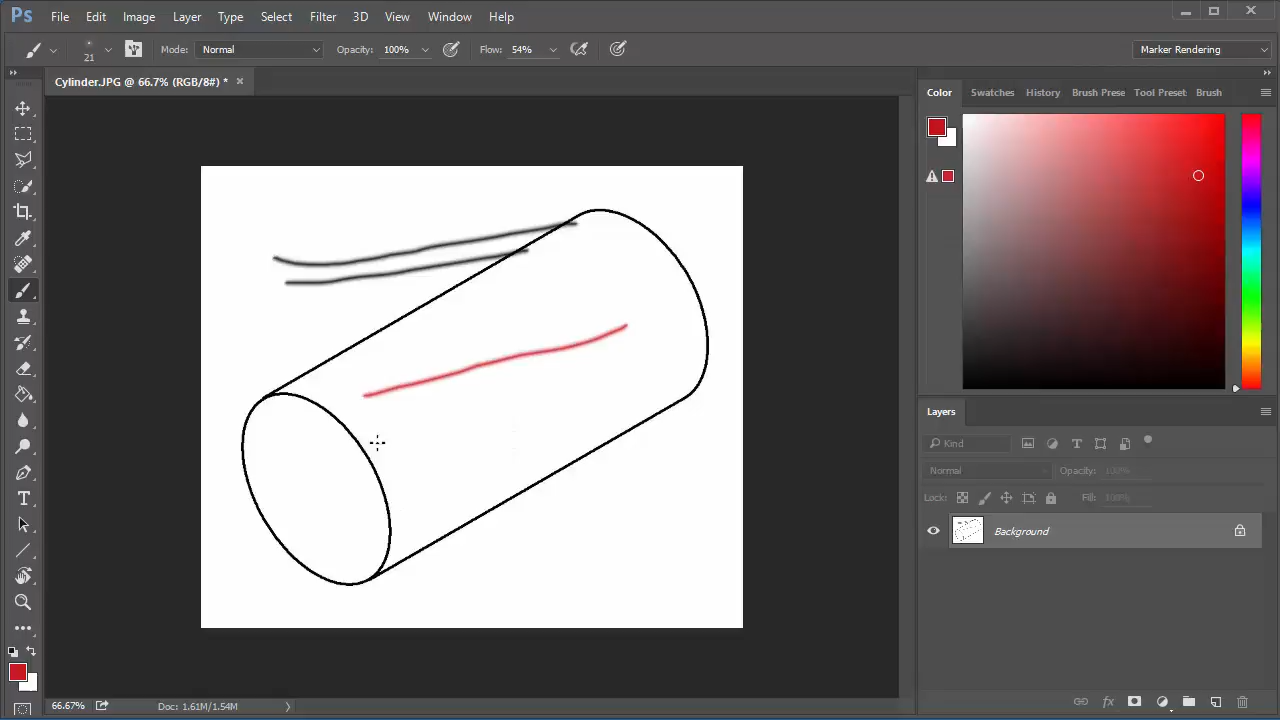 Ps File Edit Image Layer Type Select Filter 3D View Window Help
21 Mode: Normal Opacity: 100% Flow: 54% Marker Rendering
Cylinder.JPG @ 66.7% (RGB/8#) * ×
Color Swatches History Brush Prese Tool Preset Brush
Layers
Kind
Normal Opacity: 100%
Lock: Fill: 100%
Background
66.67% Doc: 1.61M/1.54M